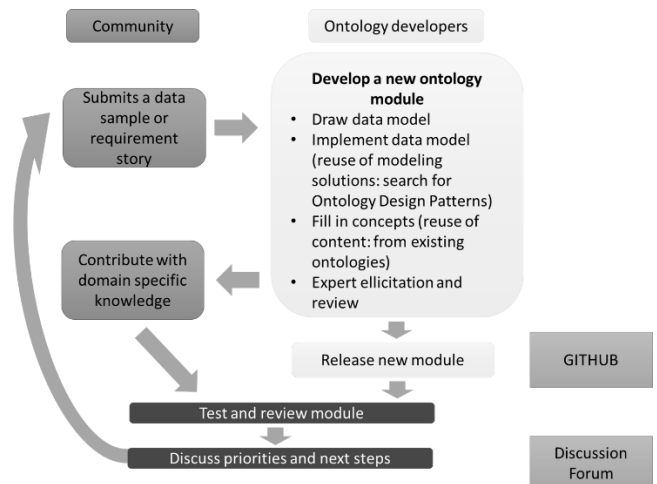 Community
Ontology developers
Submits a data
sample or
requirement
story
Develop a new ontology
module
• Draw data model
• Implement data model
(reuse of modeling
solutions: search for
Ontology Design Patterns)
• Fill in concepts (reuse of
content: from existing
ontologies)
• Expert ellicitation and
review
Contribute with
domain specific
knowledge
Release new module
GITHUB
Test and review module
Discuss priorities and next steps
Discussion
Forum